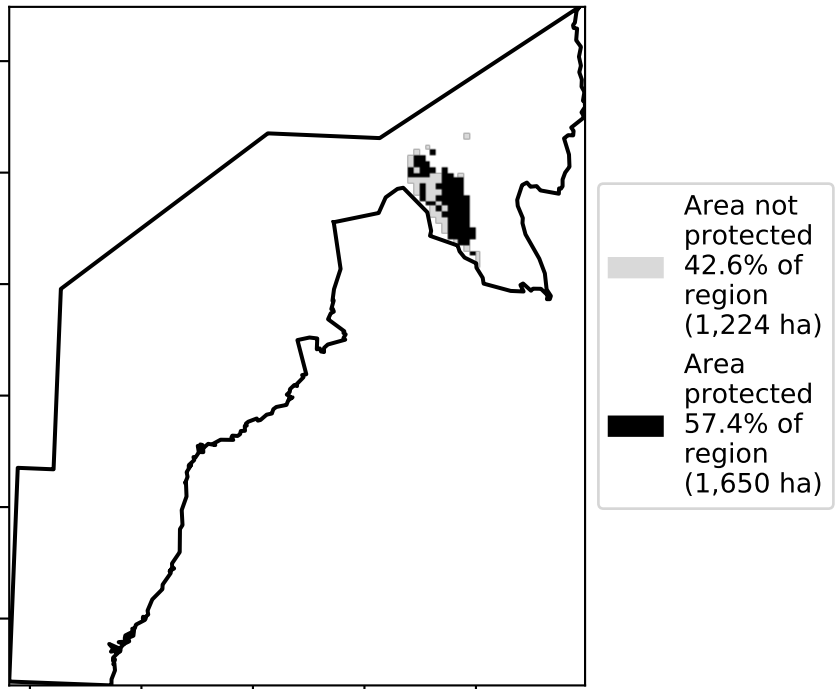 Area not
protected
42.6% of
region
(1,224 ha)
Area
protected
57.4% of
region
(1,650 ha)